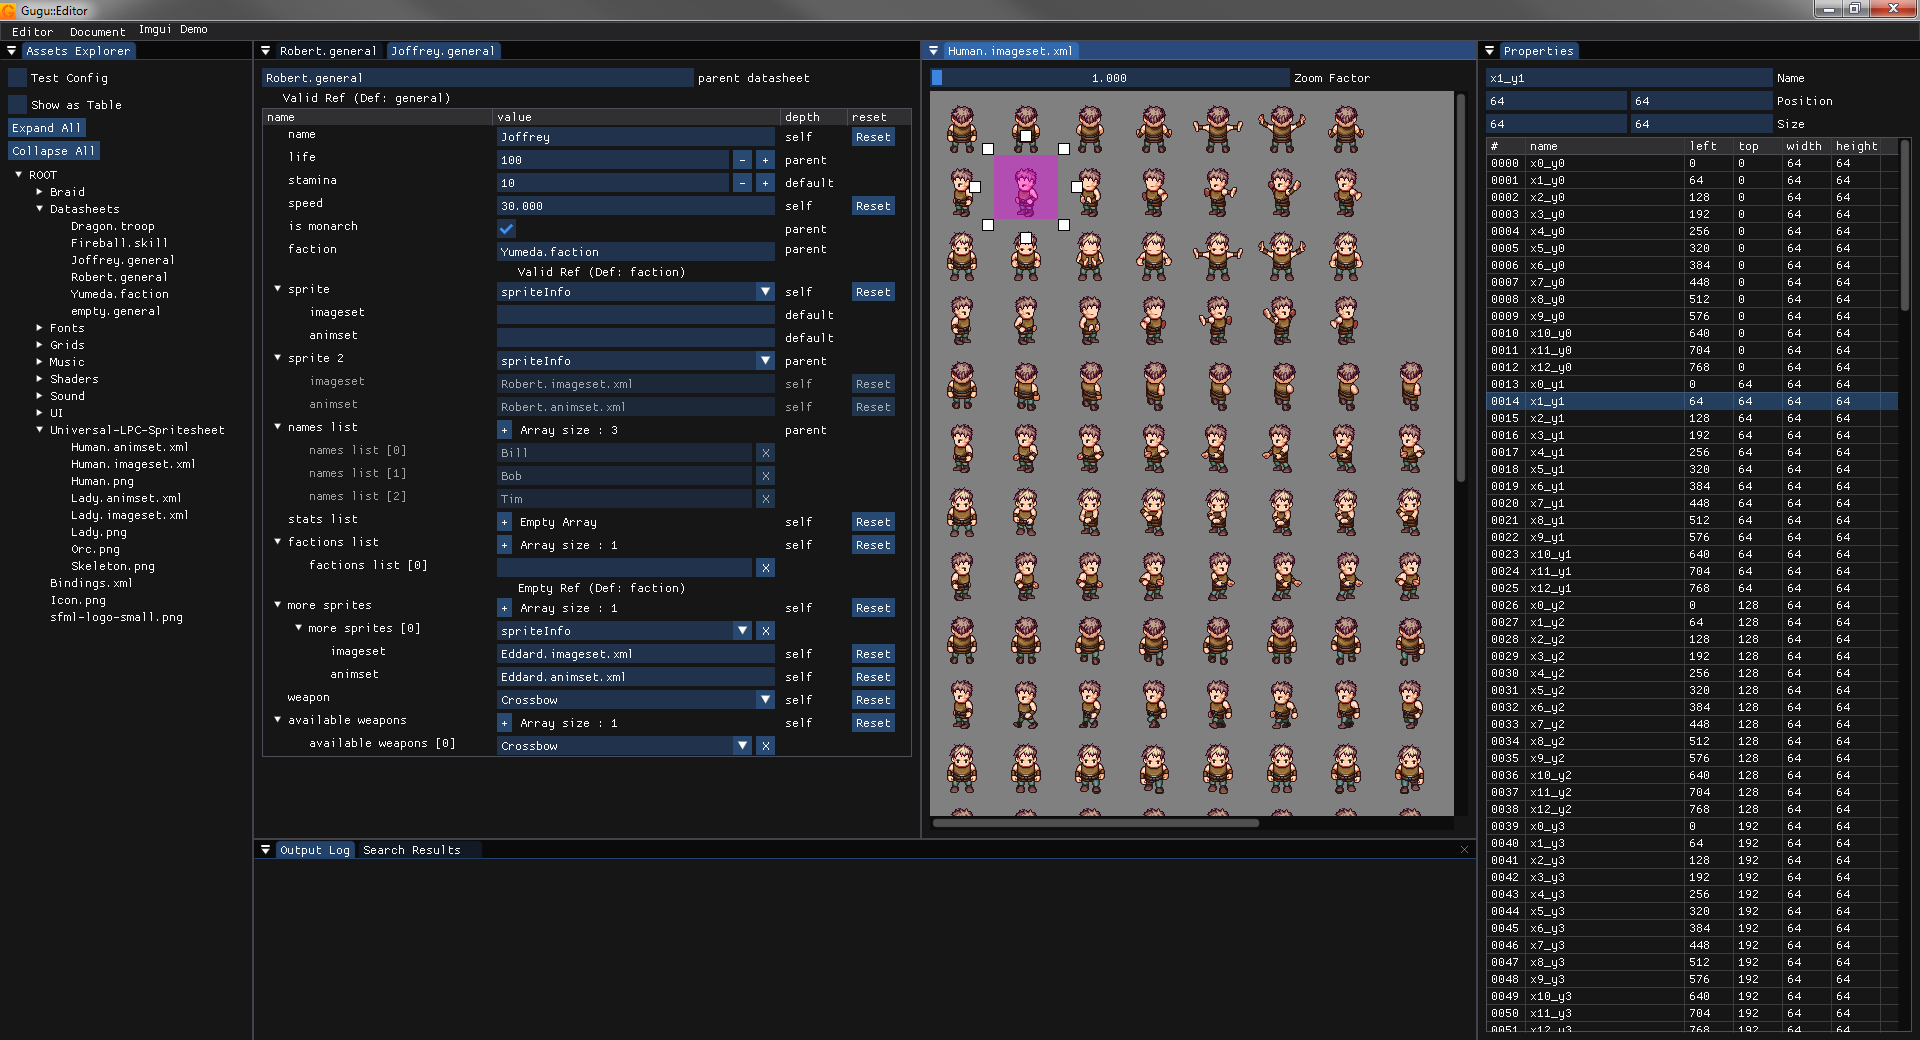 Gugu::Editor
Editor Document Imgui Demo
Assets Explorer
Test Config
Show as Table
Expand All
Collapse All
ROOT
Braid
Datasheets
Dragon.troop
Fireball.skill
Joffrey.general
Robert.general
Yumeda.faction
empty.general
Fonts
Grids
Music
Shaders
Sound
UI
Universal-LPC-Spritesheet
Human.animset.xml
Human.imageset.xml
Human.png
Lady.animset.xml
Lady.imageset.xml
Lady.png
Orc.png
Skeleton.png
Bindings.xml
Icon.png
sfml-logo-small.png
Robert.general Joffrey.general
Robert.general parent datasheet
Valid Ref (Def: general)
name value depth reset
name Joffrey self Reset
life 100 - + parent
stamina 10 - + default
speed 30.000 self Reset
is monarch parent
faction Yumeda.faction parent
Valid Ref (Def: faction)
sprite spriteInfo self Reset
imageset default
animset default
sprite 2 spriteInfo parent
imageset Robert.imageset.xml self Reset
animset Robert.animset.xml self Reset
names list + Array size : 3 parent
names list [0] Bill X
names list [1] Bob X
names list [2] Tim X
stats list + Empty Array self Reset
factions list + Array size : 1 self Reset
factions list [0] X
Empty Ref (Def: faction)
more sprites + Array size : 1 self Reset
more sprites [0] spriteInfo X
imageset Eddard.imageset.xml self Reset
animset Eddard.animset.xml self Reset
weapon Crossbow self Reset
available weapons + Array size : 1 self Reset
available weapons [0] Crossbow X
Output Log Search Results
Human.imageset.xml
1.000 Zoom Factor
Properties
x1_y1 Name
64 64 Position
64 64 Size
# name left top width height
0000 x0_y0 0 0 64 64
0001 x1_y0 64 0 64 64
0002 x2_y0 128 0 64 64
0003 x3_y0 192 0 64 64
0004 x4_y0 256 0 64 64
0005 x5_y0 320 0 64 64
0006 x6_y0 384 0 64 64
0007 x7_y0 448 0 64 64
0008 x8_y0 512 0 64 64
0009 x9_y0 576 0 64 64
0010 x10_y0 640 0 64 64
0011 x11_y0 704 0 64 64
0012 x12_y0 768 0 64 64
0013 x0_y1 0 64 64 64
0014 x1_y1 64 64 64 64
0015 x2_y1 128 64 64 64
0016 x3_y1 192 64 64 64
0017 x4_y1 256 64 64 64
0018 x5_y1 320 64 64 64
0019 x6_y1 384 64 64 64
0020 x7_y1 448 64 64 64
0021 x8_y1 512 64 64 64
0022 x9_y1 576 64 64 64
0023 x10_y1 640 64 64 64
0024 x11_y1 704 64 64 64
0025 x12_y1 768 64 64 64
0026 x0_y2 0 128 64 64
0027 x1_y2 64 128 64 64
0028 x2_y2 128 128 64 64
0029 x3_y2 192 128 64 64
0030 x4_y2 256 128 64 64
0031 x5_y2 320 128 64 64
0032 x6_y2 384 128 64 64
0033 x7_y2 448 128 64 64
0034 x8_y2 512 128 64 64
0035 x9_y2 576 128 64 64
0036 x10_y2 640 128 64 64
0037 x11_y2 704 128 64 64
0038 x12_y2 768 128 64 64
0039 x0_y3 0 192 64 64
0040 x1_y3 64 192 64 64
0041 x2_y3 128 192 64 64
0042 x3_y3 192 192 64 64
0043 x4_y3 256 192 64 64
0044 x5_y3 320 192 64 64
0045 x6_y3 384 192 64 64
0046 x7_y3 448 192 64 64
0047 x8_y3 512 192 64 64
0048 x9_y3 576 192 64 64
0049 x10_y3 640 192 64 64
0050 x11_y3 704 192 64 64
0051 x12_y3 768 192 64 64